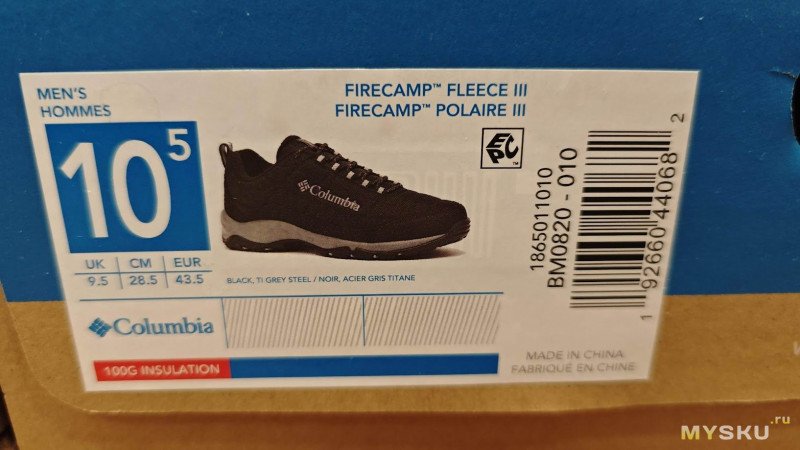 MEN'S
HOMMES
10⁵
UK CM EUR
9.5 28.5 43.5
FIRECAMP™ FLEECE III
FIRECAMP™ POLAIRE III
Columbia
EPC™
BLACK, TI GREY STEEL / NOIR, ACIER GRIS TITANE
1865011010
BM0820 - 010
1 92660 44068 2
Columbia
100G INSULATION
MADE IN CHINA
FABRIQUÉ EN CHINE
MYSKU.ru